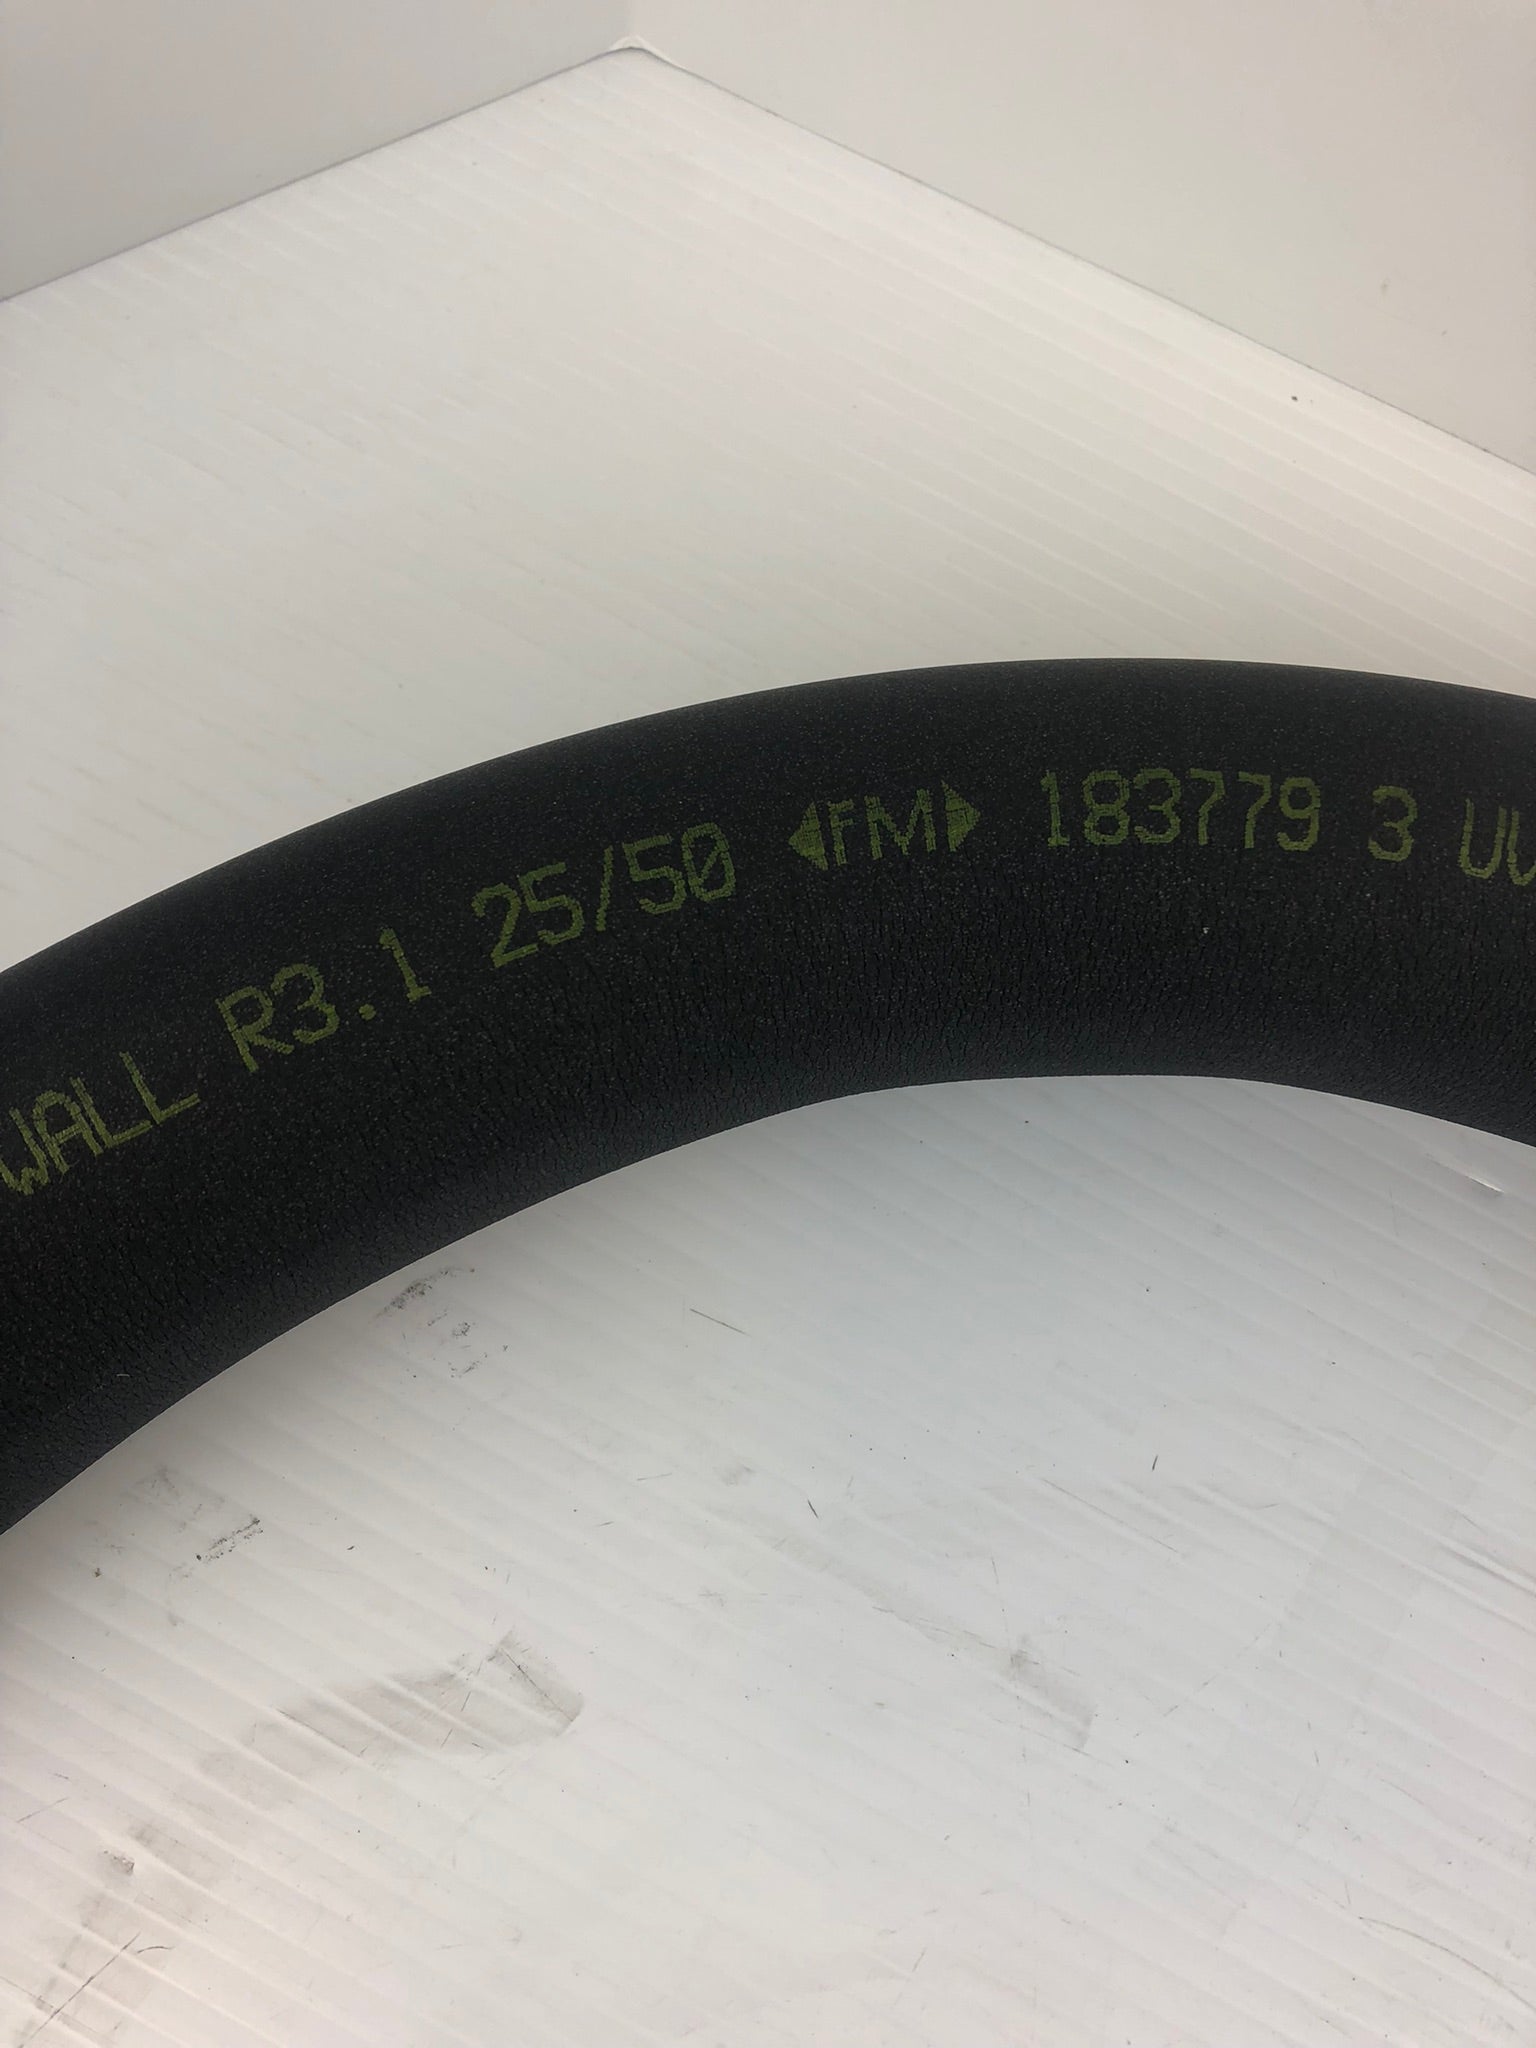 WALL R3.1 25/50 ◀FM▶ 183779 3